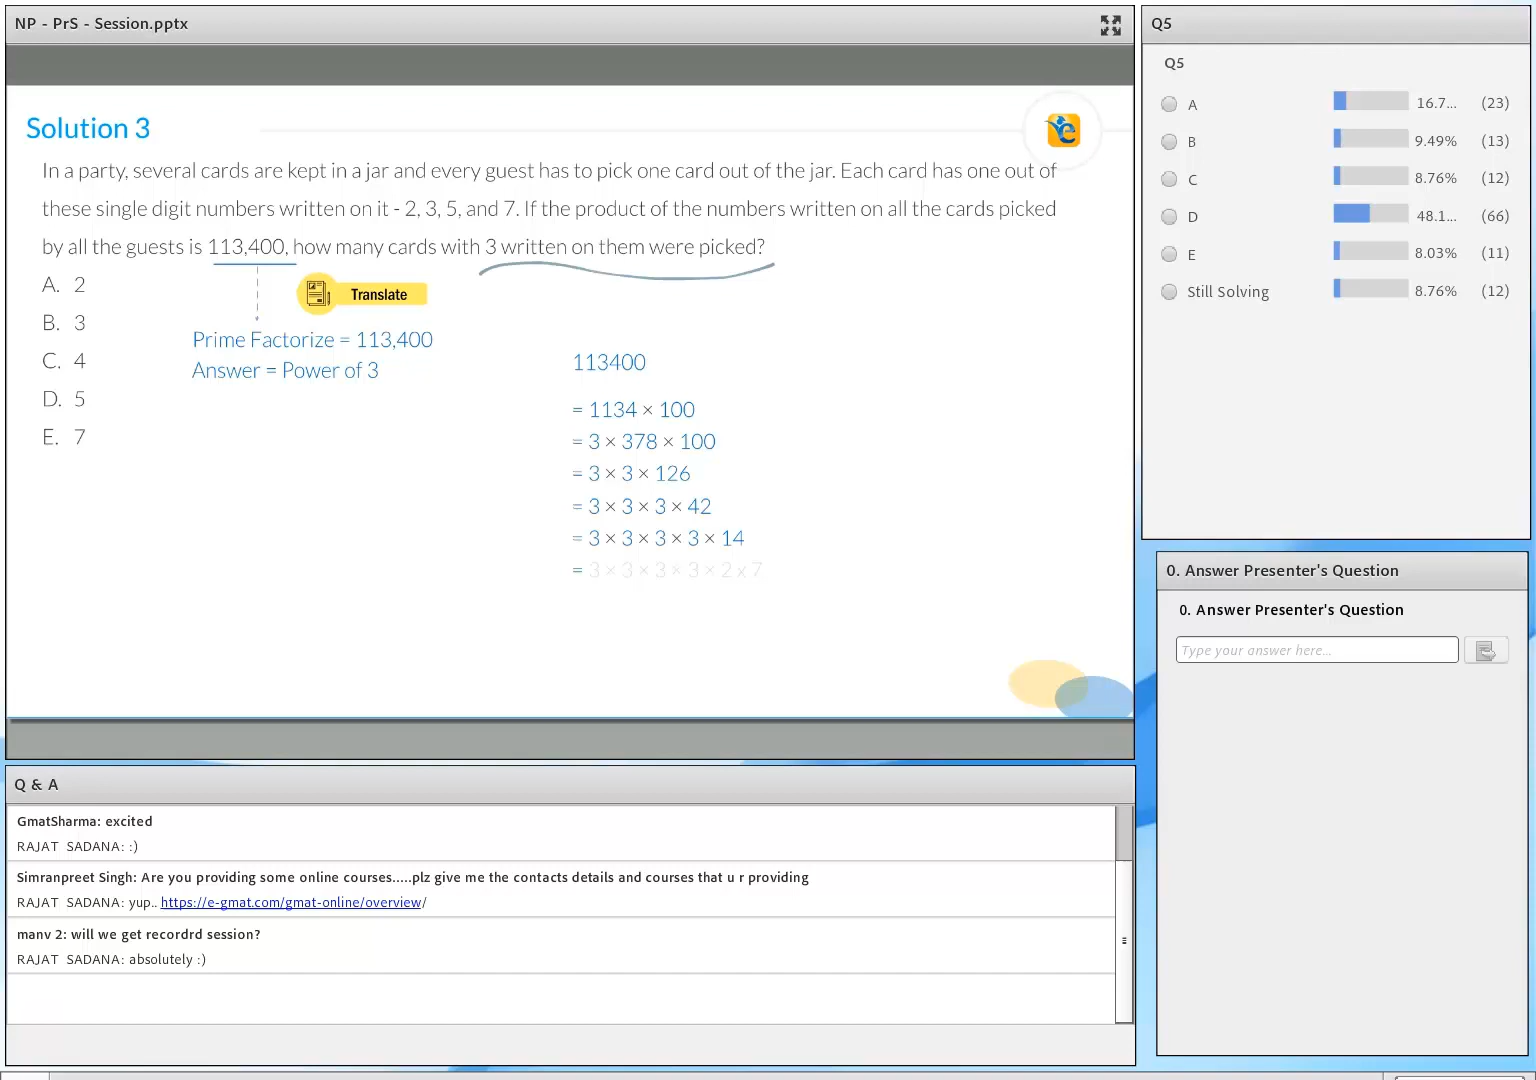 NP - PrS - Session.pptx
Solution 3
In a party, several cards are kept in a jar and every guest has to pick one card out of the jar. Each card has one out of
these single digit numbers written on it - 2, 3, 5, and 7. If the product of the numbers written on all the cards picked
by all the guests is 113,400, how many cards with 3 written on them were picked?
A. 2
B. 3
C. 4
D. 5
E. 7
Translate
Prime Factorize = 113,400
Answer = Power of 3
113400
= 1134 × 100
= 3 × 378 × 100
= 3 × 3 × 126
= 3 × 3 × 3 × 42
= 3 × 3 × 3 × 3 × 14
= 3 × 3 × 3 × 3 × 2 x 7
Q & A
GmatSharma: excited
RAJAT SADANA: :)
Simranpreet Singh: Are you providing some online courses.....plz give me the contacts details and courses that u r providing
RAJAT SADANA: yup.. https://e-gmat.com/gmat-online/overview/
manv 2: will we get recordrd session?
RAJAT SADANA: absolutely :)
Q5
Q5
A 16.7... (23)
B 9.49% (13)
C 8.76% (12)
D 48.1... (66)
E 8.03% (11)
Still Solving 8.76% (12)
0. Answer Presenter's Question
0. Answer Presenter's Question
Type your answer here...